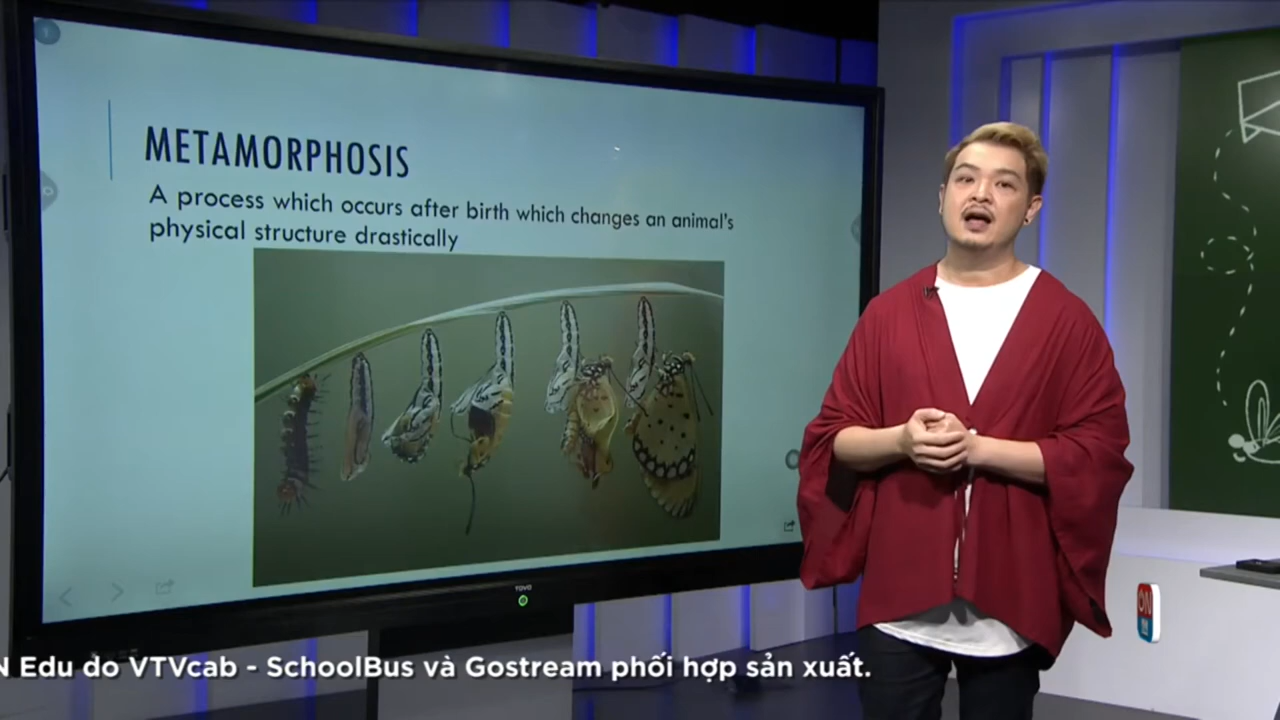 METAMORPHOSIS
A process which occurs after birth which changes an animal's
physical structure drastically
N Edu do VTVcab - SchoolBus và Gostream phối hợp sản xuất.
ON